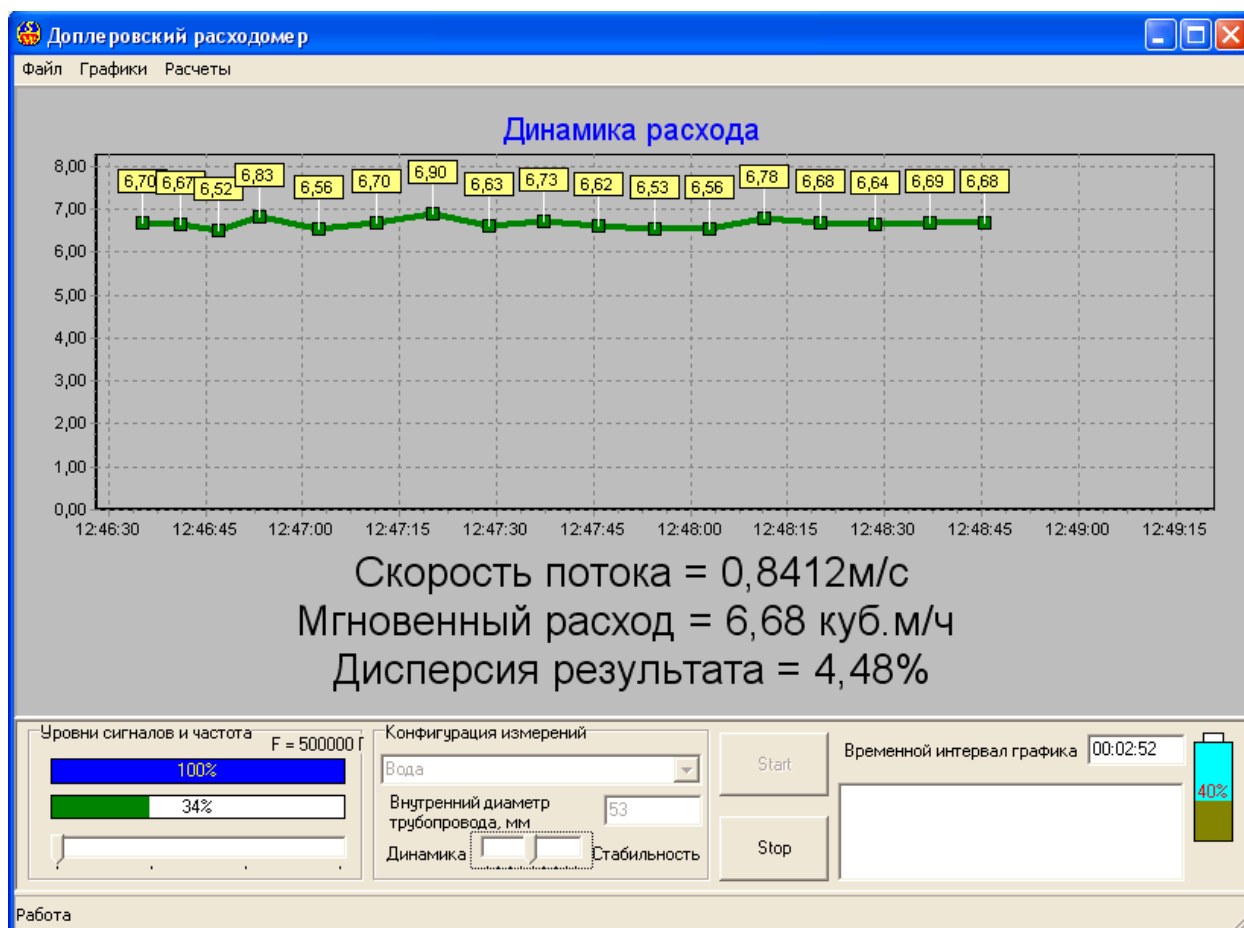 Доплеровский расходомер
Файл Графики Расчеты
Динамика расхода
8,00
7,00
6,00
5,00
4,00
3,00
2,00
1,00
0,00
6,70 6,67 6,52 6,83 6,56 6,70 6,90 6,63 6,73 6,62 6,53 6,56 6,78 6,68 6,64 6,69 6,68
12:46:30 12:46:45 12:47:00 12:47:15 12:47:30 12:47:45 12:48:00 12:48:15 12:48:30 12:48:45 12:49:00 12:49:15
Скорость потока = 0,8412м/с
Мгновенный расход = 6,68 куб.м/ч
Дисперсия результата = 4,48%
Уровни сигналов и частота
F = 500000 Г
100%
34%
Конфигурация измерений
Вода
Внутренний диаметр
трубопровода, мм
53
Динамика Стабильность
Start
Stop
Временной интервал графика 00:02:52
40%
Работа